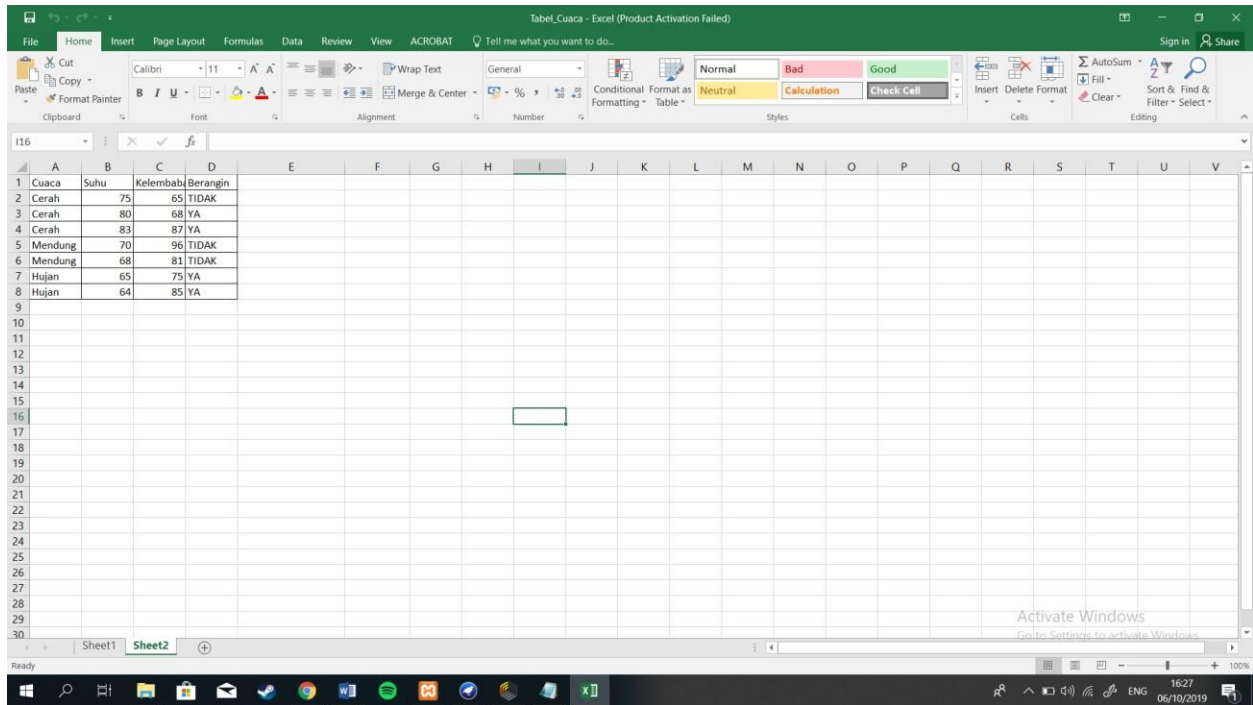 Tabel_Cuaca - Excel (Product Activation Failed)
File Home Insert Page Layout Formulas Data Review View ACROBAT Tell me what you want to do... Sign in Share
Cut
Copy
Format Painter
Paste
Clipboard
Calibri 11
B I U
Font
Wrap Text
Merge & Center
Alignment
General
% ,
Number
Conditional Formatting
Format as Table
Normal Bad Good
Neutral Calculation Check Cell
Styles
Insert Delete Format
Cells
AutoSum
Fill
Clear
Sort & Filter
Find & Select
Editing
I16 fx
A B C D E F G H I J K L M N O P Q R S T U V
1 Cuaca Suhu Kelembaba Berangin
2 Cerah 75 65 TIDAK
3 Cerah 80 68 YA
4 Cerah 83 87 YA
5 Mendung 70 96 TIDAK
6 Mendung 68 81 TIDAK
7 Hujan 65 75 YA
8 Hujan 64 85 YA
9
10
11
12
13
14
15
16
17
18
19
20
21
22
23
24
25
26
27
28
29
30
Activate Windows
Go to Settings to activate Windows.
Sheet1 Sheet2
Ready 100%
ENG 16:27
06/10/2019